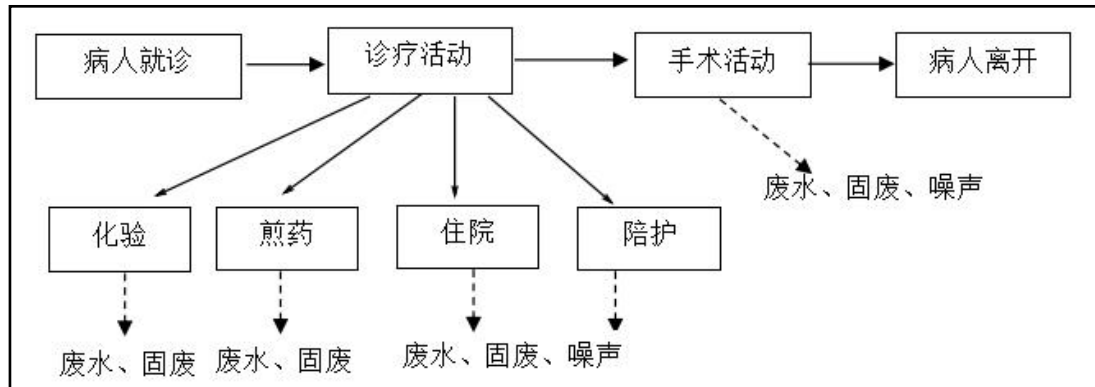 病人就诊
诊疗活动
手术活动
病人离开
废水、固废、噪声
化验
煎药
住院
陪护
废水、固废
废水、固废
废水、固废、噪声